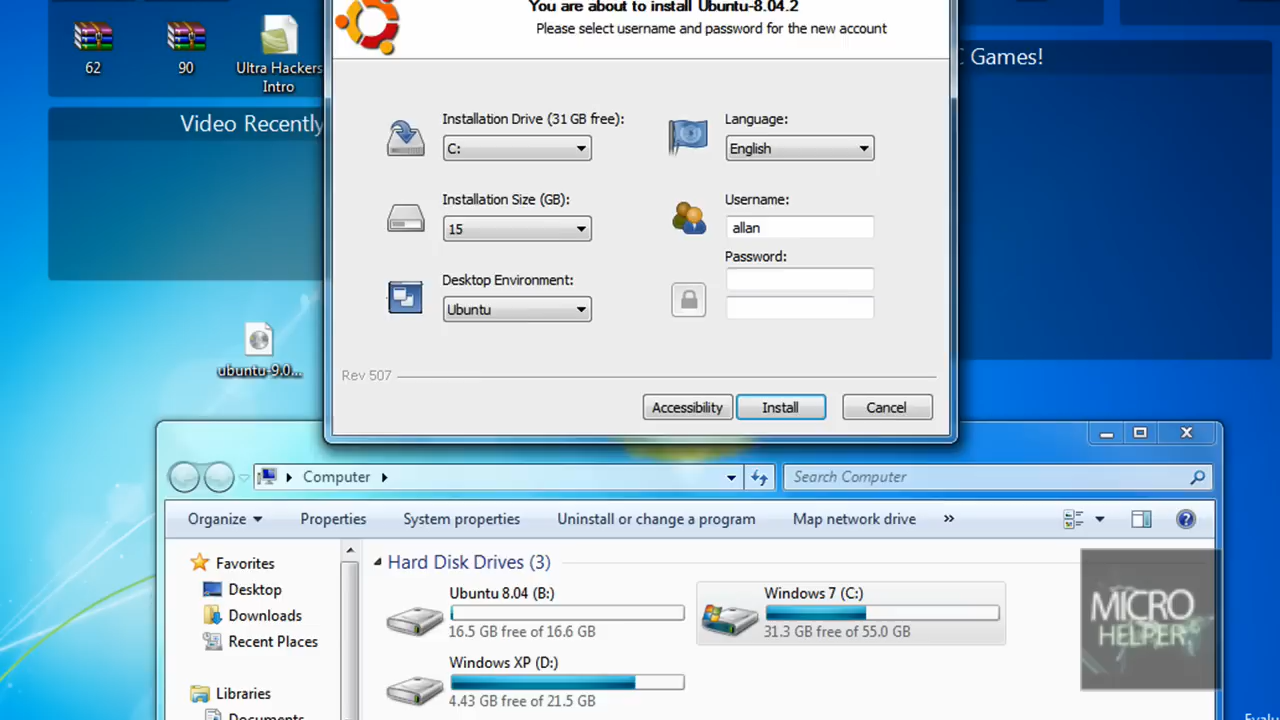 You are about to install Ubuntu-8.04.2
Please select username and password for the new account
62
90
Ultra Hackers
Intro
Games!
Video Recently
Installation Drive (31 GB free):
C:
Language:
English
Installation Size (GB):
15
Username:
allan
Password:
Desktop Environment:
Ubuntu
ubuntu-9.0...
Rev 507
Accessibility
Install
Cancel
Computer
Search Computer
Organize
Properties
System properties
Uninstall or change a program
Map network drive
»
Favorites
Desktop
Downloads
Recent Places
Libraries
Documents
Hard Disk Drives (3)
Ubuntu 8.04 (B:)
16.5 GB free of 16.6 GB
Windows 7 (C:)
31.3 GB free of 55.0 GB
Windows XP (D:)
4.43 GB free of 21.5 GB
MICRO
HELPER